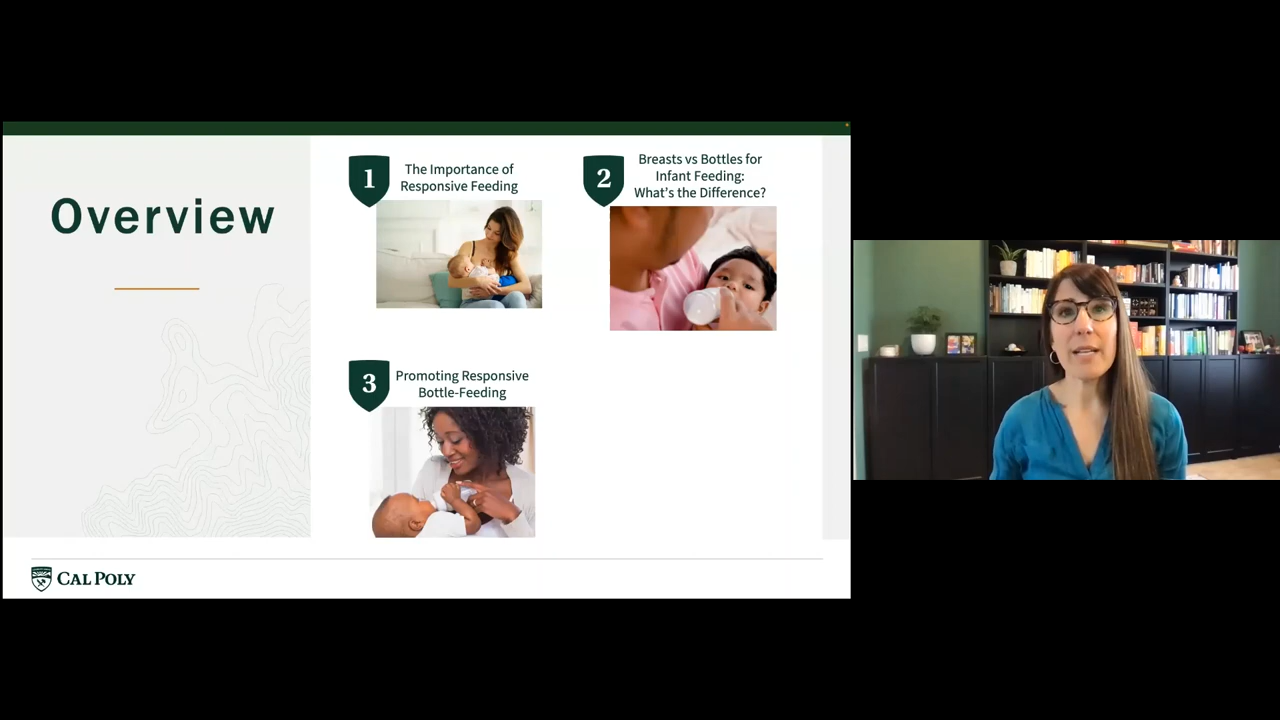 Overview
1
The Importance of
Responsive Feeding
2
Breasts vs Bottles for
Infant Feeding:
What's the Difference?
3
Promoting Responsive
Bottle-Feeding
CAL POLY